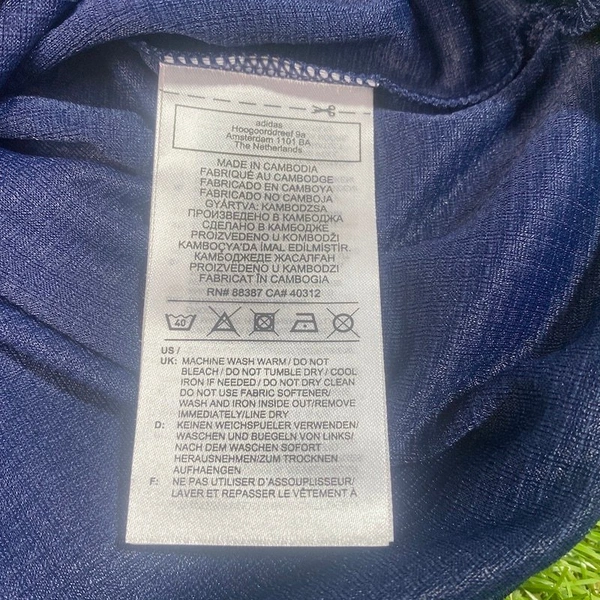 adidas
Hoogoorddreef 9a
Amsterdam 1101 BA
The Netherlands
MADE IN CAMBODIA
FABRIQUÉ AU CAMBODGE
FABRICADO EN CAMBOYA
FABRICADO NO CAMBOJA
GYÁRTVA: KAMBODZSA
ПРОИЗВЕДЕНО В КАМБОДЖА
СДЕЛАНО В КАМБОДЖЕ
PROIZVEDENO U KOMBODŽI
KAMBOÇYA'DA İMAL EDİLMİŞTİR.
КАМБОДЖЕДЕ ЖАСАЛҒАН
PROIZVEDENO U KAMBODZI
FABRICAT ÎN CAMBOGIA
RN# 88387 CA# 40312
40
US /
UK: MACHINE WASH WARM / DO NOT
BLEACH / DO NOT TUMBLE DRY / COOL
IRON IF NEEDED / DO NOT DRY CLEAN
DO NOT USE FABRIC SOFTENER/
WASH AND IRON INSIDE OUT/REMOVE
IMMEDIATELY/LINE DRY
D: KEINEN WEICHSPUELER VERWENDEN/
WASCHEN UND BUEGELN VON LINKS/
NACH DEM WASCHEN SOFORT
HERAUSNEHMEN/ZUM TROCKNEN
AUFHAENGEN
F: NE PAS UTILISER D'ASSOUPLISSEUR/
LAVER ET REPASSER LE VÊTEMENT À